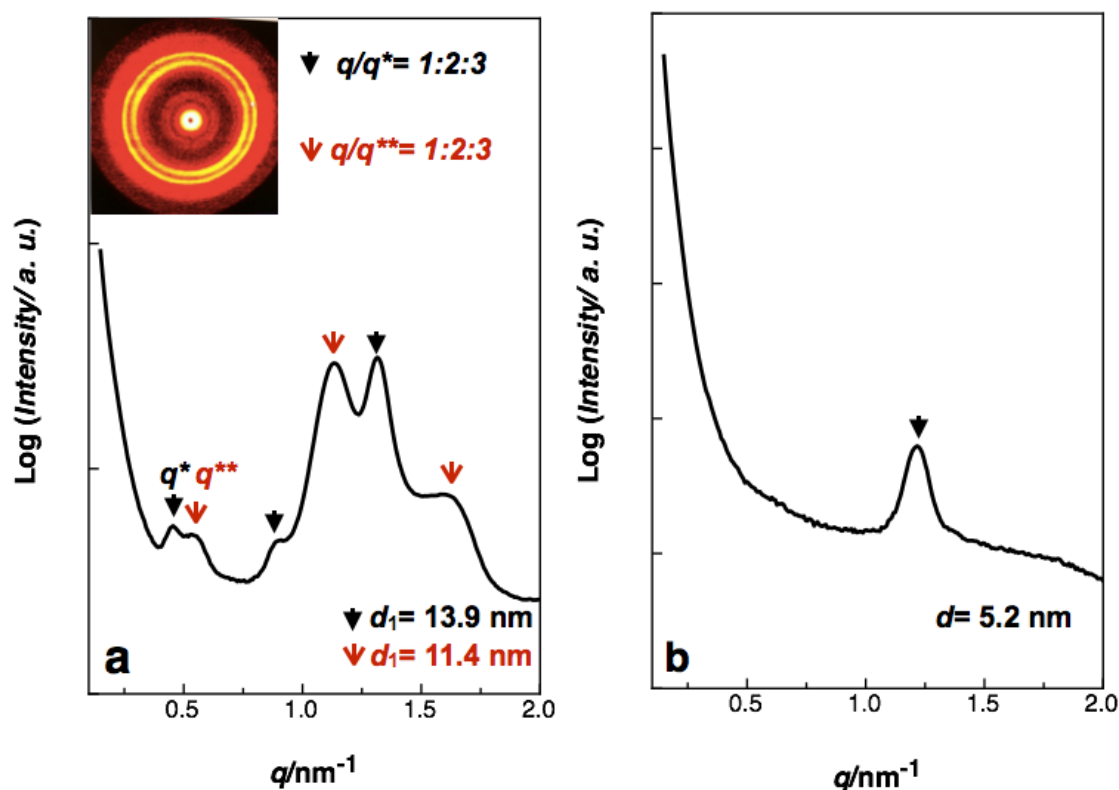 q/q*= 1:2:3
q/q**= 1:2:3
Log (Intensity/ a. u.)
q* q**
d₁= 13.9 nm
d₁= 11.4 nm
a
0.5 1.0 1.5 2.0
q/nm⁻¹
Log (Intensity/ a. u.)
d= 5.2 nm
b
0.5 1.0 1.5 2.0
q/nm⁻¹